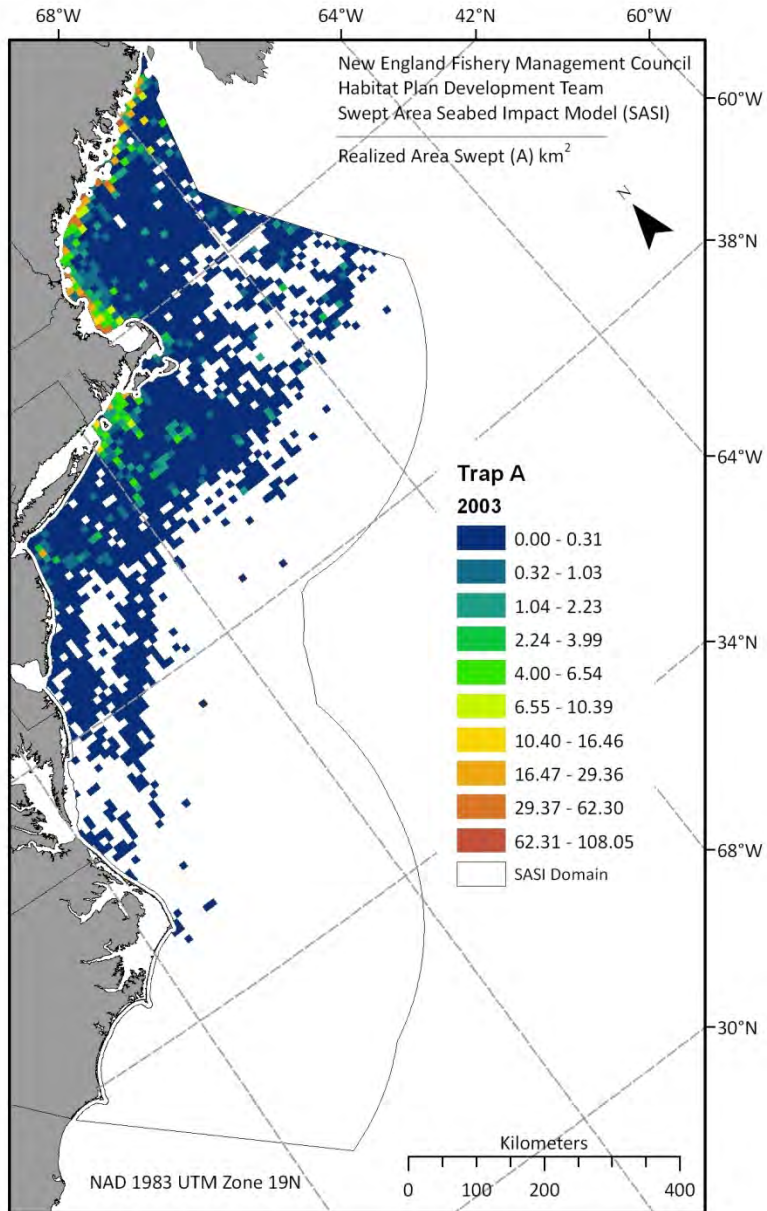 68°W 64°W 42°N 60°W
New England Fishery Management Council
Habitat Plan Development Team
Swept Area Seabed Impact Model (SASI)
Realized Area Swept (A) km²
N
60°W
38°N
64°W
34°N
68°W
30°N
Trap A
2003
0.00 - 0.31
0.32 - 1.03
1.04 - 2.23
2.24 - 3.99
4.00 - 6.54
6.55 - 10.39
10.40 - 16.46
16.47 - 29.36
29.37 - 62.30
62.31 - 108.05
SASI Domain
Kilometers
0 100 200 400
NAD 1983 UTM Zone 19N